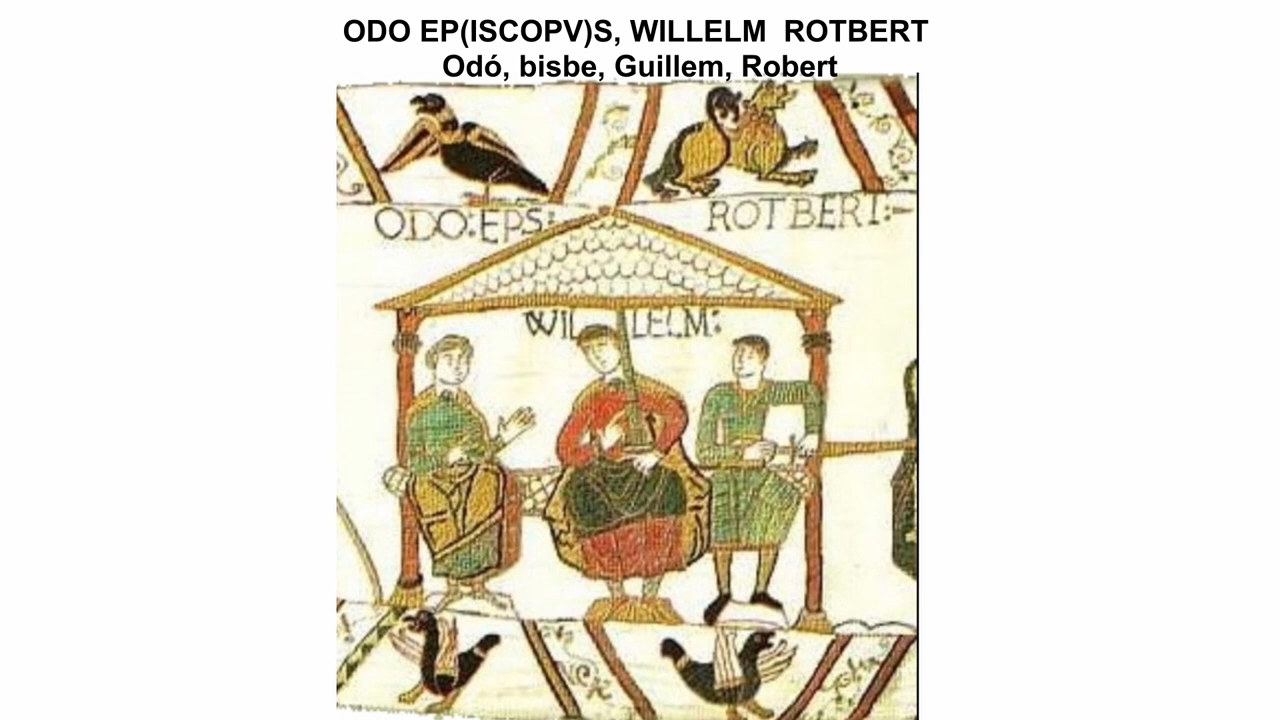 ODO EP(ISCOPV)S, WILLELM ROTBERT
Odó, bisbe, Guillem, Robert
ODO:EPS: ROTBERT:
WILLELM: